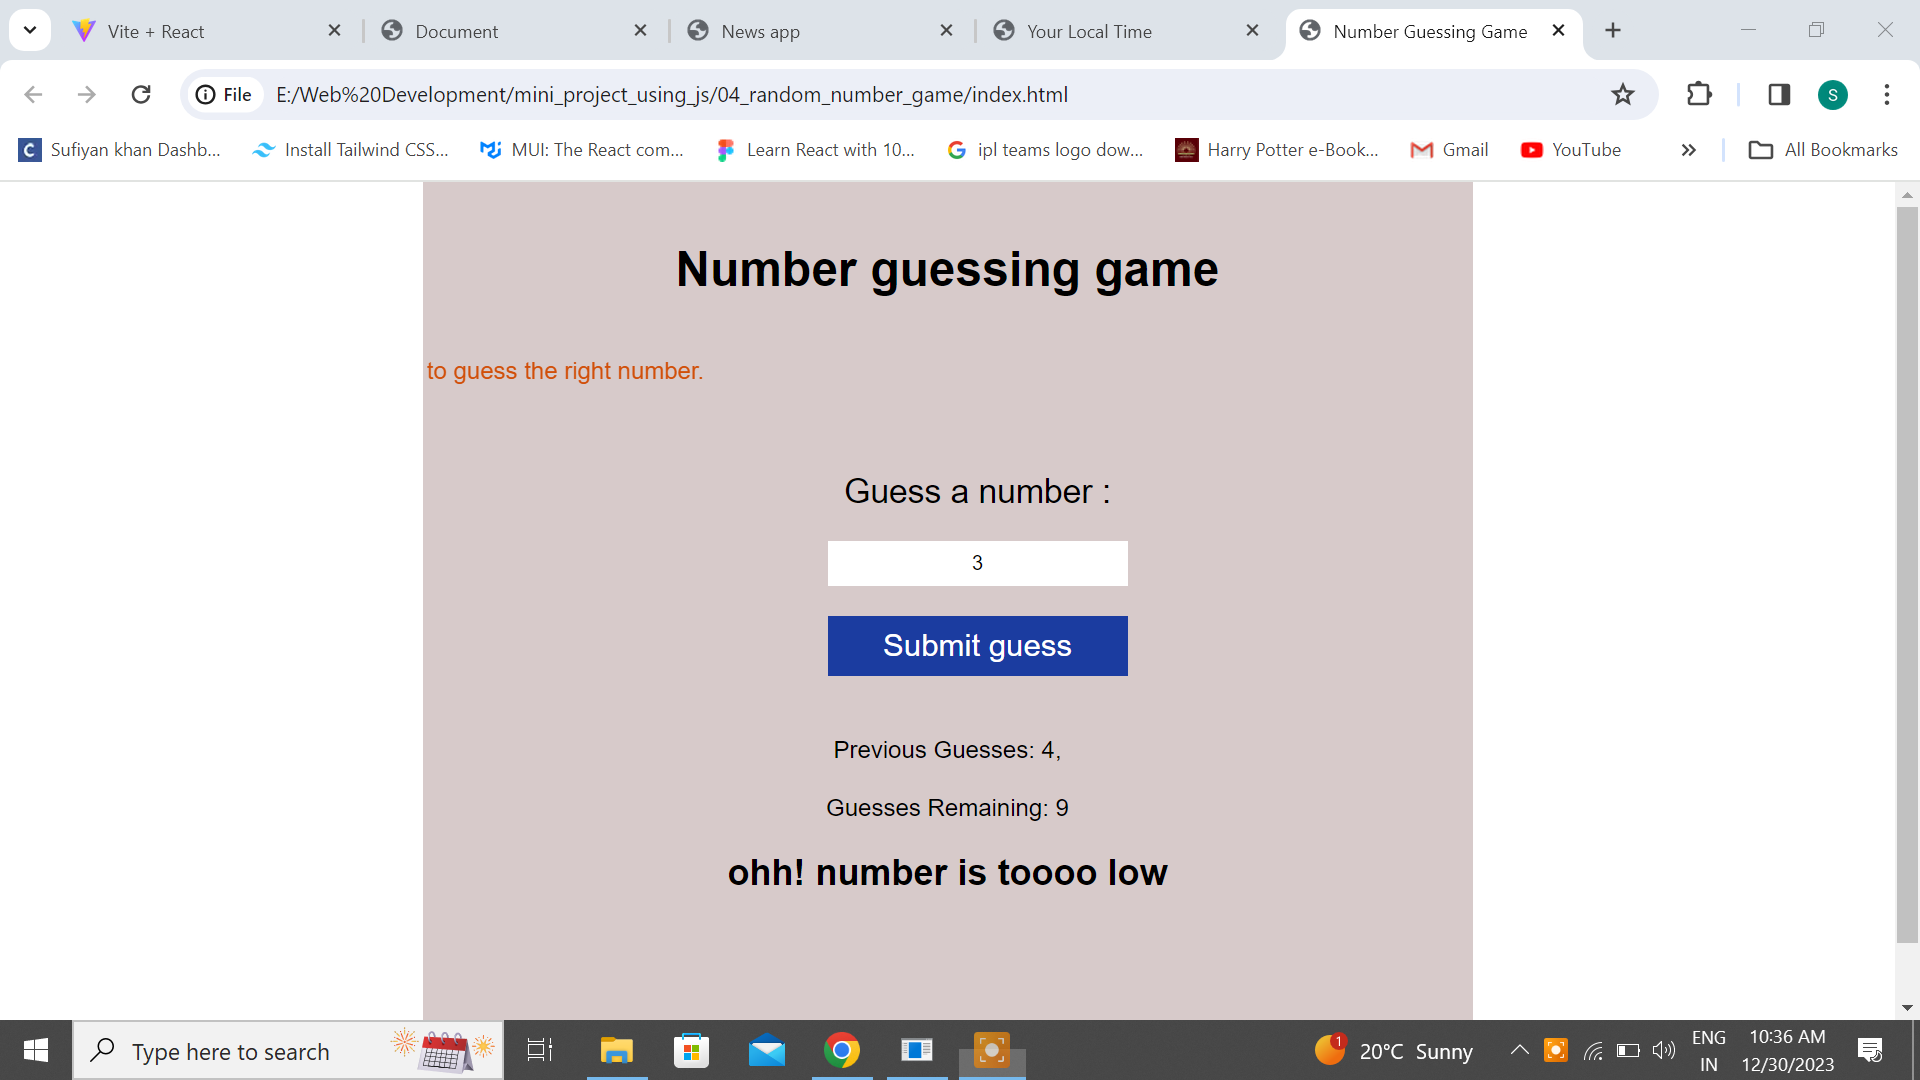 Vite + React
Document
News app
Your Local Time
Number Guessing Game
File
E:/Web%20Development/mini_project_using_js/04_random_number_game/index.html
S
C
Sufiyan khan Dashb...
Install Tailwind CSS...
MUI: The React com...
Learn React with 10...
ipl teams logo dow...
Harry Potter e-Book...
Gmail
YouTube
All Bookmarks
Number guessing game
to guess the right number.
Guess a number :
3
Submit guess
Previous Guesses: 4,
Guesses Remaining: 9
ohh! number is toooo low
Type here to search
1
20°C Sunny
ENG
IN
10:36 AM
12/30/2023